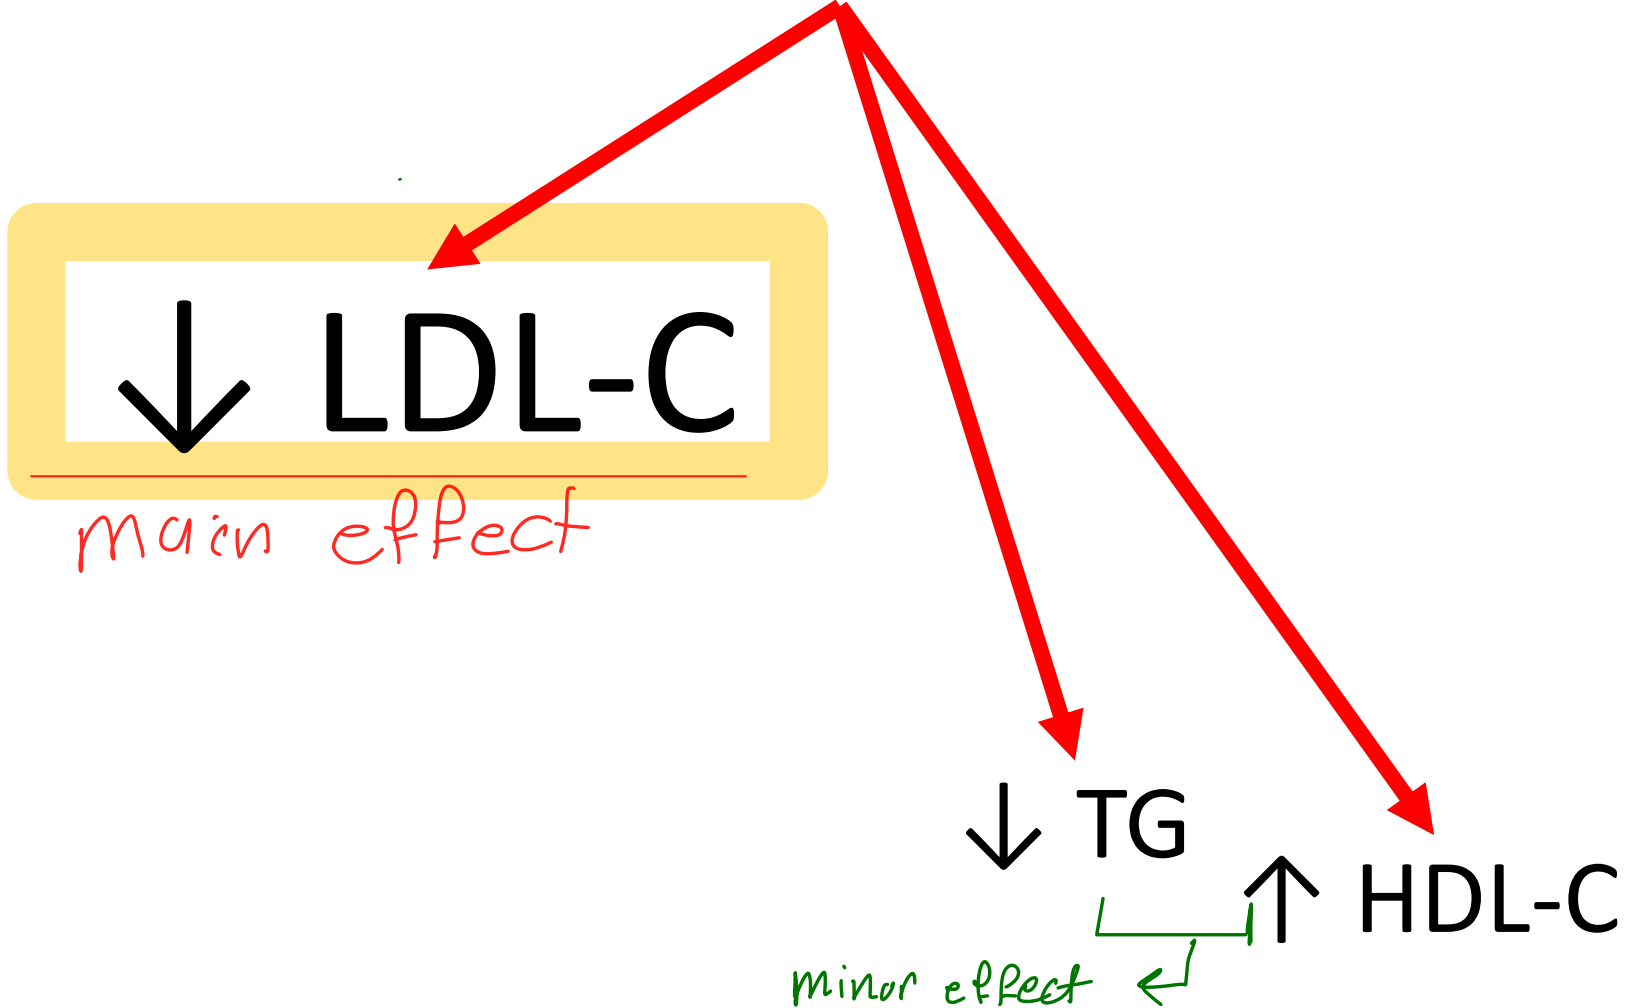 ↓ LDL-C
main effect
↓ TG
↑ HDL-C
minor effect